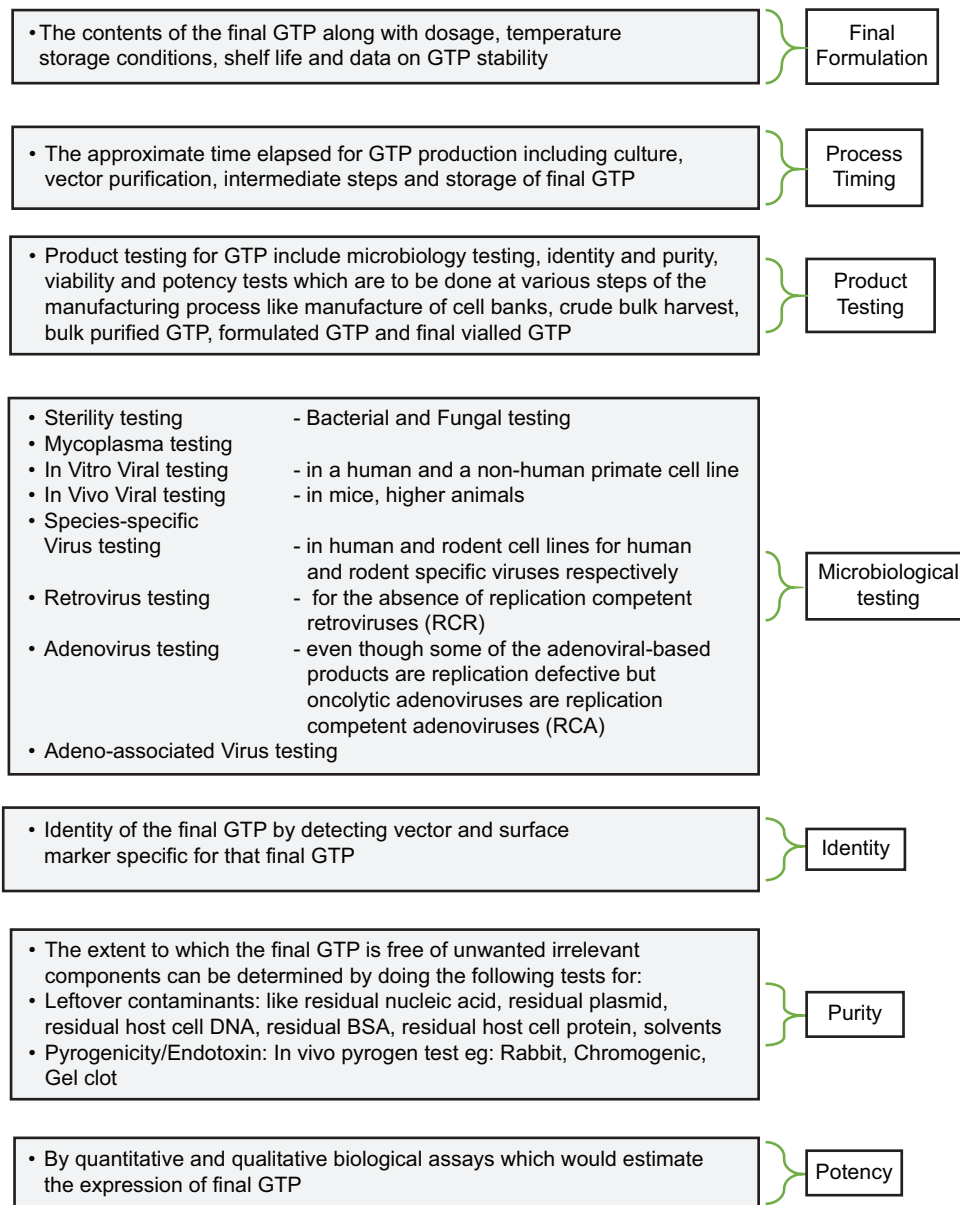 •The contents of the final GTP along with dosage, temperature
storage conditions, shelf life and data on GTP stability
Final
Formulation
• The approximate time elapsed for GTP production including culture,
vector purification, intermediate steps and storage of final GTP
Process
Timing
• Product testing for GTP include microbiology testing, identity and purity,
viability and potency tests which are to be done at various steps of the
manufacturing process like manufacture of cell banks, crude bulk harvest,
bulk purified GTP, formulated GTP and final vialled GTP
Product
Testing
• Sterility testing - Bacterial and Fungal testing
• Mycoplasma testing
• In Vitro Viral testing - in a human and a non-human primate cell line
• In Vivo Viral testing - in mice, higher animals
• Species-specific
Virus testing - in human and rodent cell lines for human
and rodent specific viruses respectively
• Retrovirus testing - for the absence of replication competent
retroviruses (RCR)
• Adenovirus testing - even though some of the adenoviral-based
products are replication defective but
oncolytic adenoviruses are replication
competent adenoviruses (RCA)
• Adeno-associated Virus testing
Microbiological
testing
• Identity of the final GTP by detecting vector and surface
marker specific for that final GTP
Identity
• The extent to which the final GTP is free of unwanted irrelevant
components can be determined by doing the following tests for:
• Leftover contaminants: like residual nucleic acid, residual plasmid,
residual host cell DNA, residual BSA, residual host cell protein, solvents
• Pyrogenicity/Endotoxin: In vivo pyrogen test eg: Rabbit, Chromogenic,
Gel clot
Purity
• By quantitative and qualitative biological assays which would estimate
the expression of final GTP
Potency